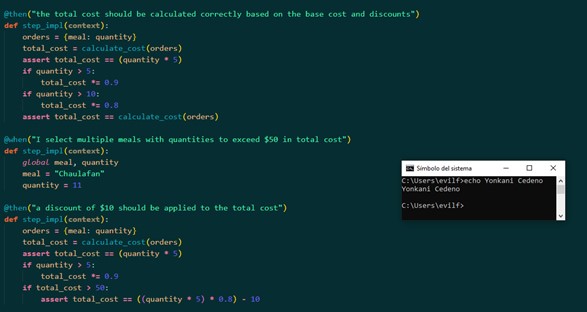 @then("the total cost should be calculated correctly based on the base cost and discounts")
def step_impl(context):
    orders = {meal: quantity}
    total_cost = calculate_cost(orders)
    assert total_cost == (quantity * 5)
    if quantity > 5:
        total_cost *= 0.9
    if quantity > 10:
        total_cost *= 0.8
    assert total_cost == calculate_cost(orders)
@when("I select multiple meals with quantities to exceed $50 in total cost")
def step_impl(context):
    global meal, quantity
    meal = "Chaulafan"
    quantity = 11
@then("a discount of $10 should be applied to the total cost")
def step_impl(context):
    orders = {meal: quantity}
    total_cost = calculate_cost(orders)
    assert total_cost == (quantity * 5)
    if quantity > 5:
        total_cost *= 0.9
    if total_cost > 50:
        assert total_cost == ((quantity * 5) * 0.8) - 10
Símbolo del sistema
C:\Users\evilf>echo Yonkani Cedeno
Yonkani Cedeno
C:\Users\evilf>